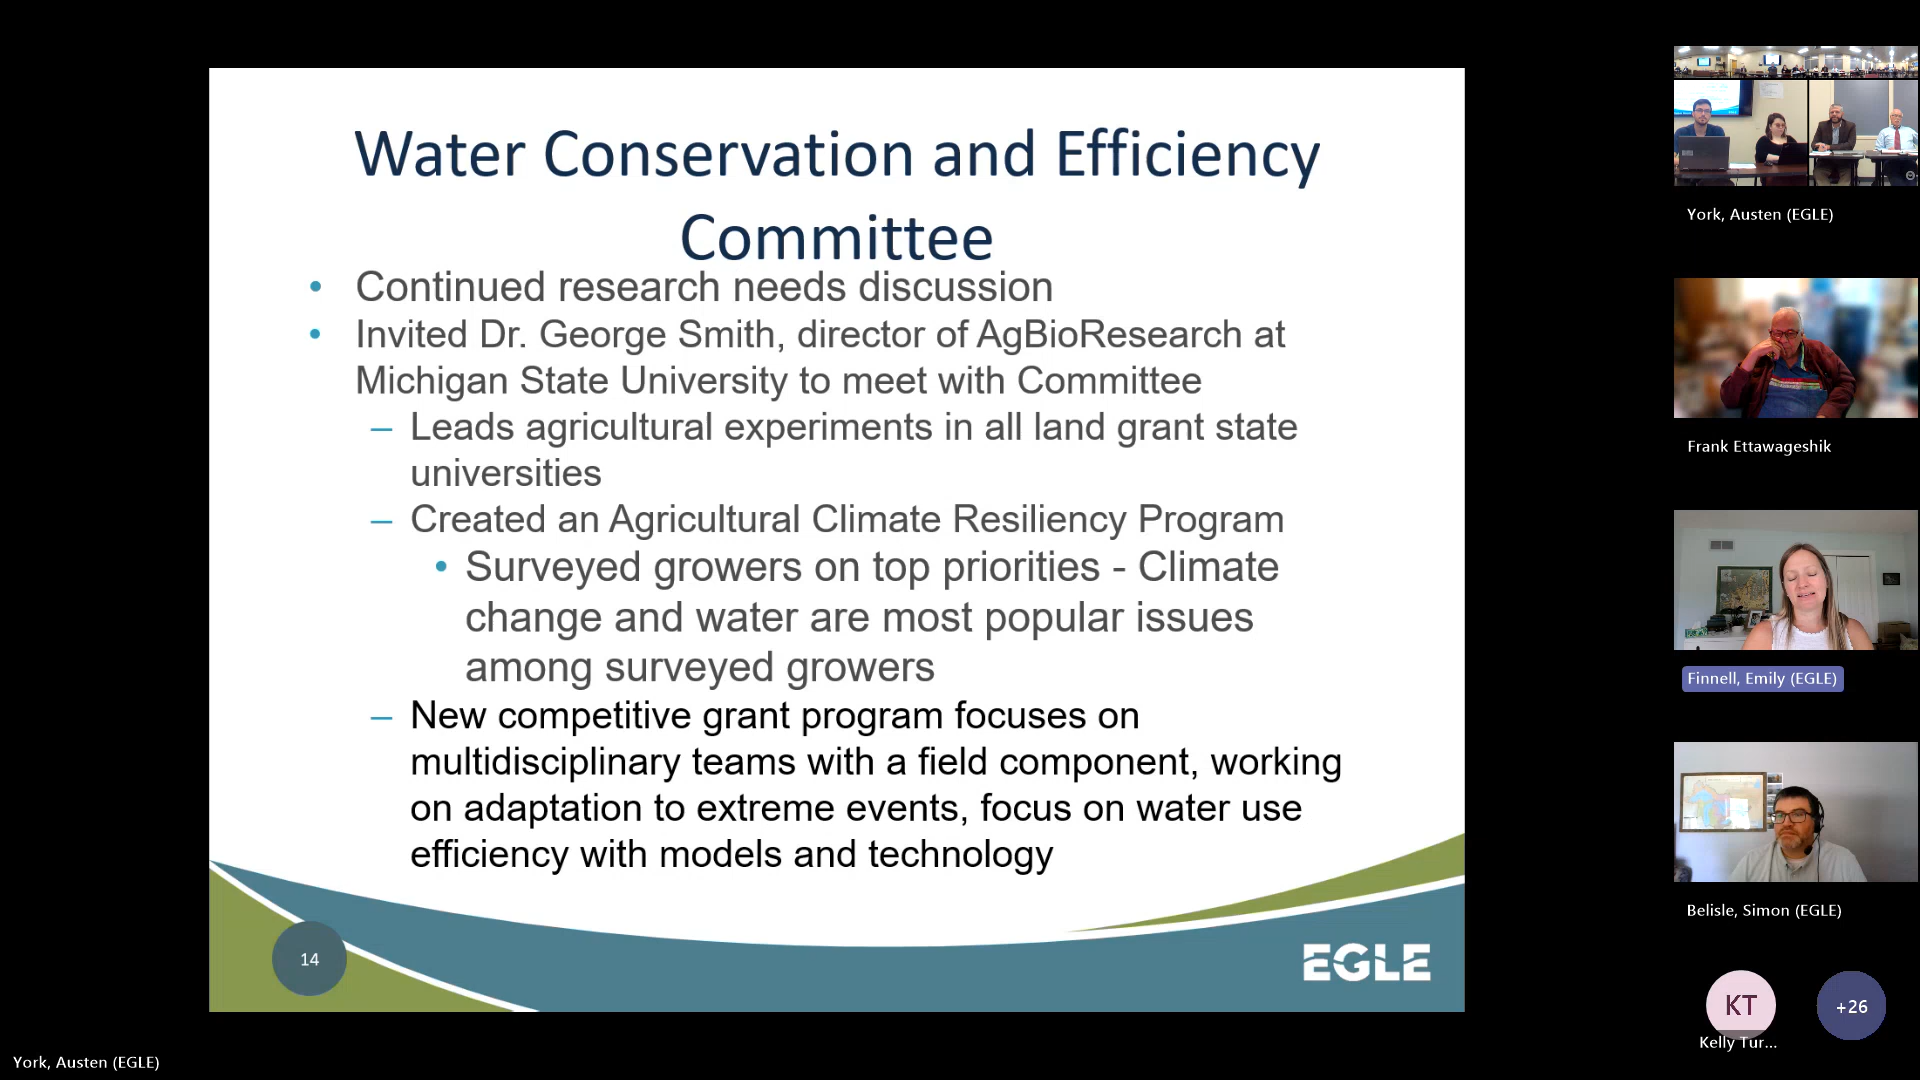 Water Conservation and Efficiency
Committee
• Continued research needs discussion
• Invited Dr. George Smith, director of AgBioResearch at
Michigan State University to meet with Committee
– Leads agricultural experiments in all land grant state
universities
– Created an Agricultural Climate Resiliency Program
• Surveyed growers on top priorities - Climate
change and water are most popular issues
among surveyed growers
– New competitive grant program focuses on
multidisciplinary teams with a field component, working
on adaptation to extreme events, focus on water use
efficiency with models and technology
14
EGLE
York, Austen (EGLE)
York, Austen (EGLE)
Frank Ettawageshik
Finnell, Emily (EGLE)
Belisle, Simon (EGLE)
KT
+26
Kelly Tur...